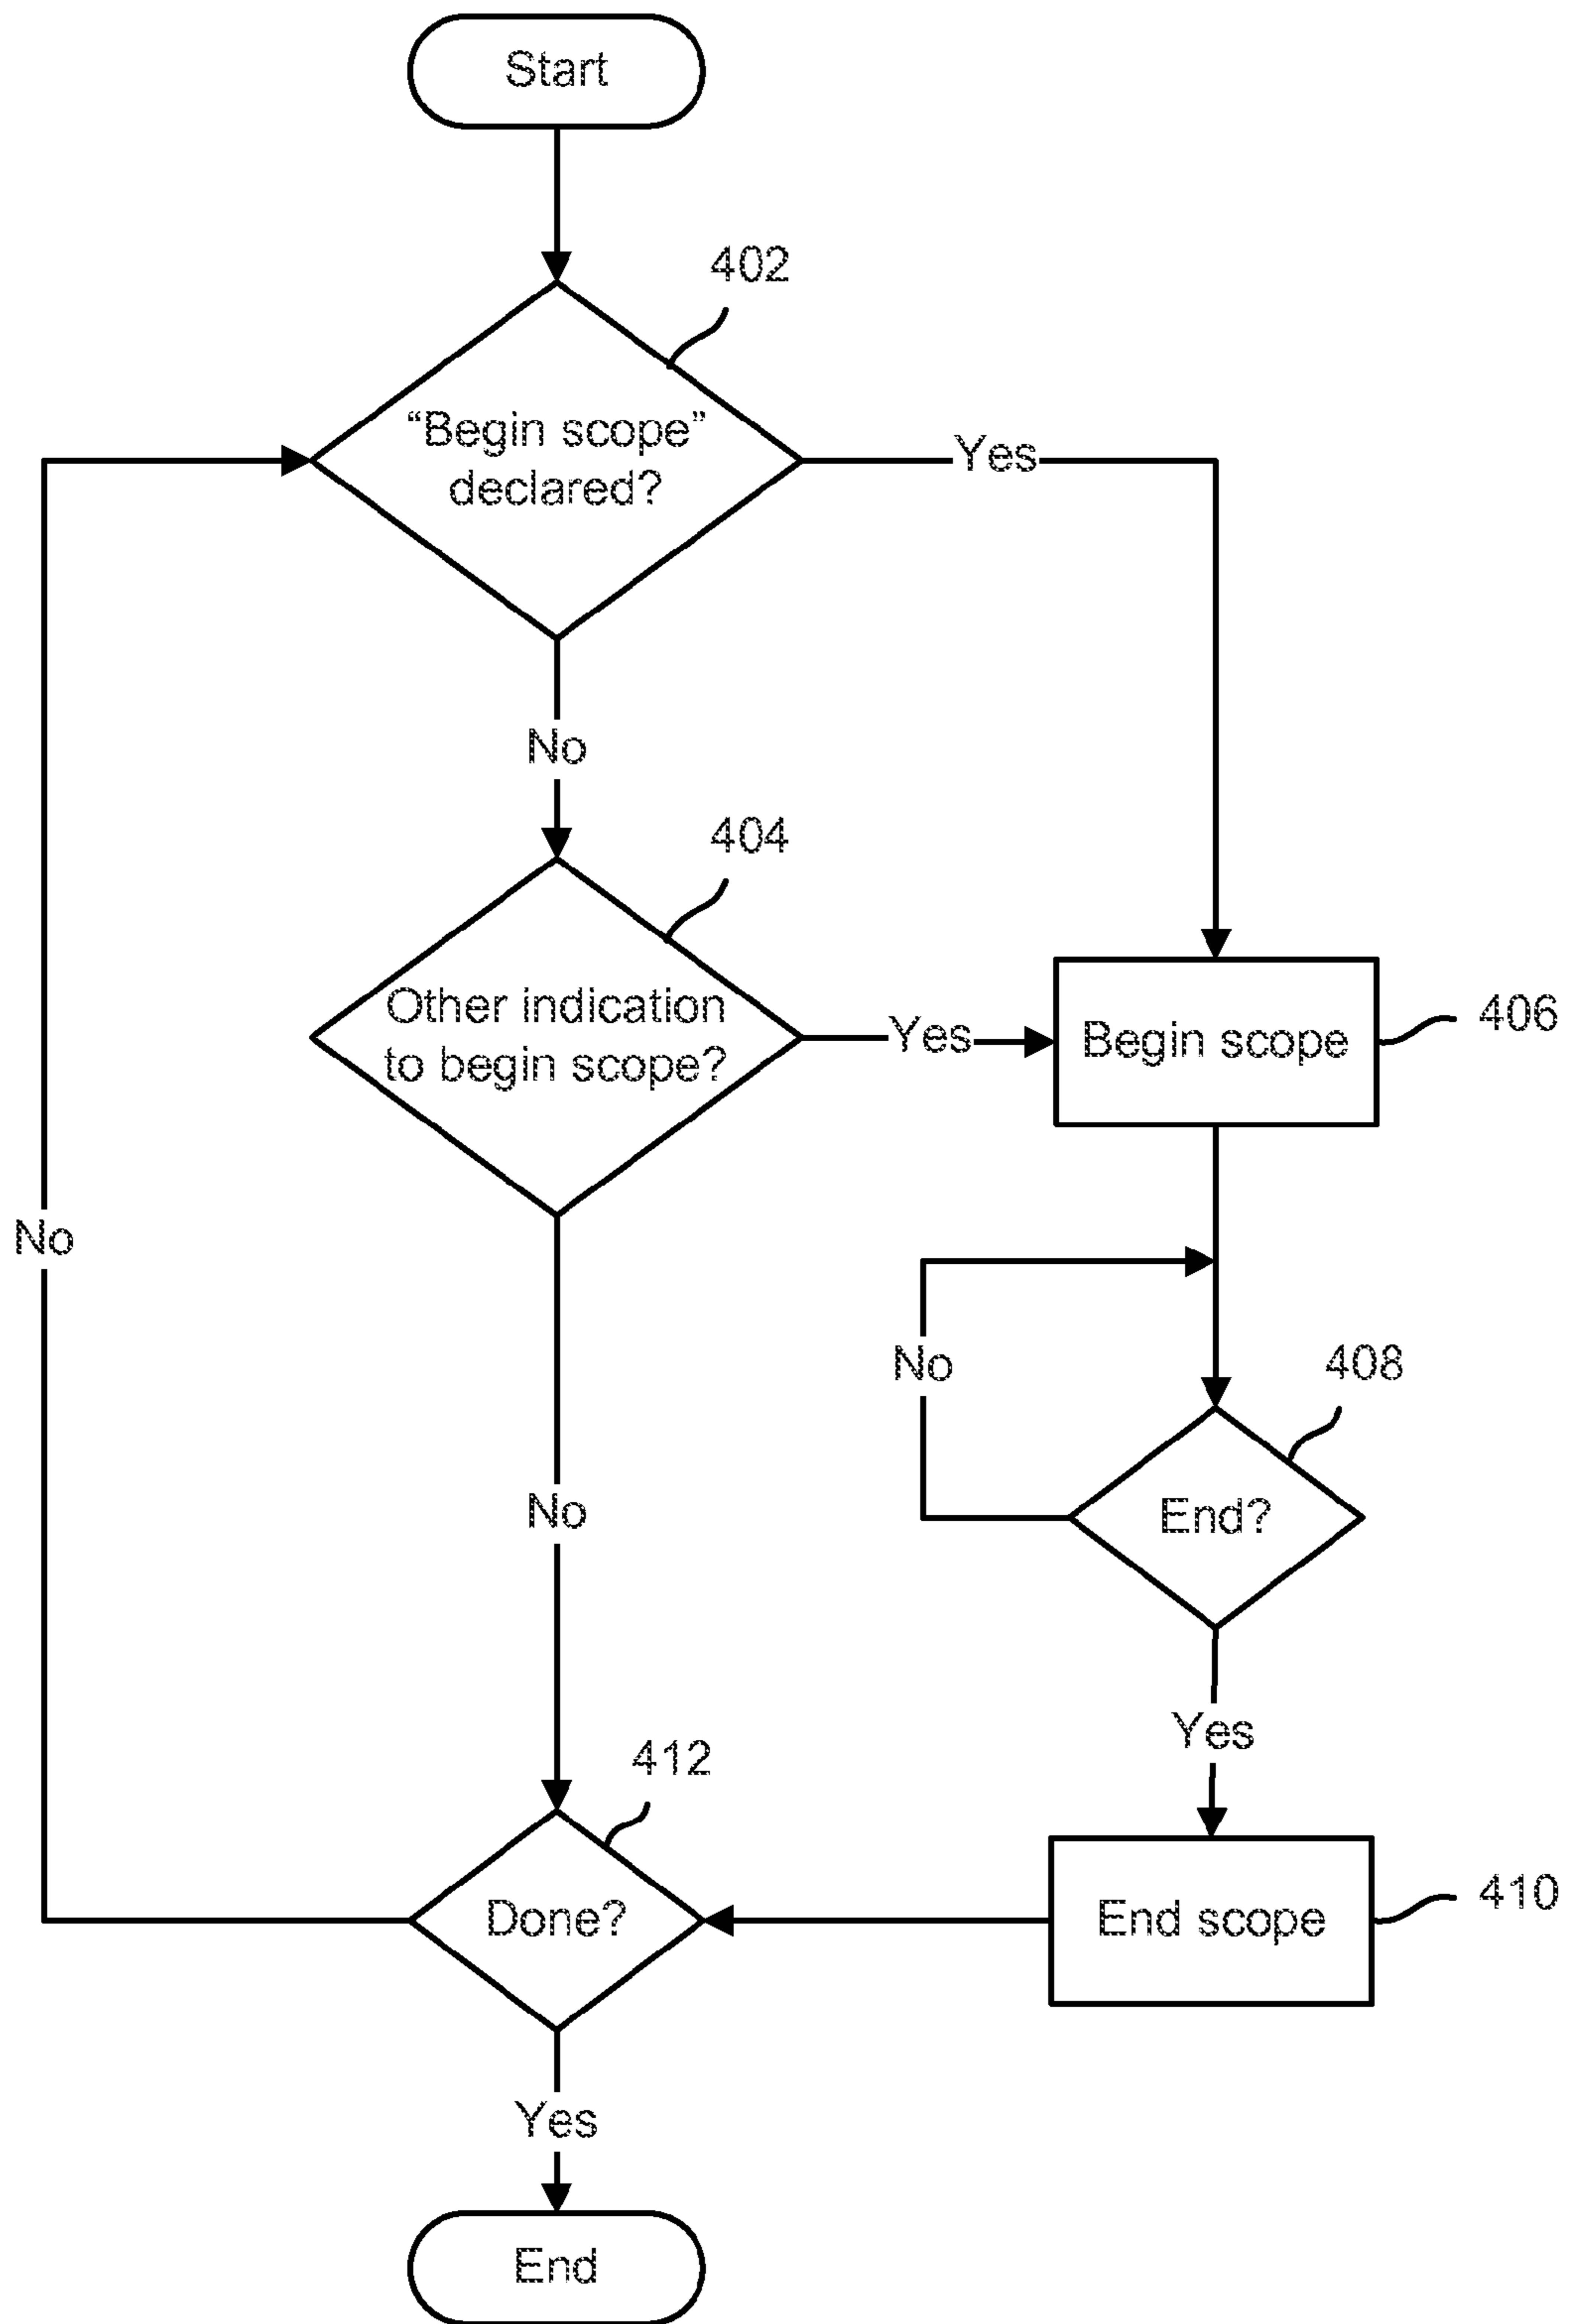 Start
402
“Begin scope”
declared?
Yes
No
404
Other indication
to begin scope?
Yes
Begin scope
406
No
No
408
End?
No
Yes
412
Done?
End scope
410
Yes
End